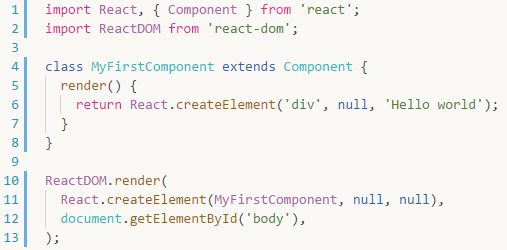 1 import React, { Component } from 'react';
2 import ReactDOM from 'react-dom';
3
4 class MyFirstComponent extends Component {
5   render() {
6     return React.createElement('div', null, 'Hello world');
7   }
8 }
9
10 ReactDOM.render(
11   React.createElement(MyFirstComponent, null, null),
12   document.getElementById('body'),
13 );